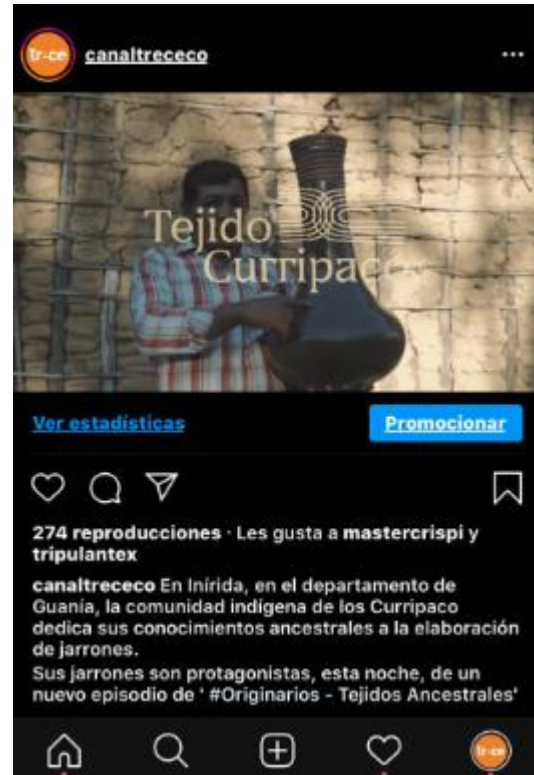 tr-ce canaltrececo
Tejido
Curripaco
Ver estadísticas
Promocionar
274 reproducciones · Les gusta a mastercrispi y
tripulantex
canaltrececo En Inírida, en el departamento de
Guanía, la comunidad indígena de los Curripaco
dedica sus conocimientos ancestrales a la elaboración
de jarrones.
Sus jarrones son protagonistas, esta noche, de un
nuevo episodio de ' #Originarios - Tejidos Ancestrales'
tr-ce